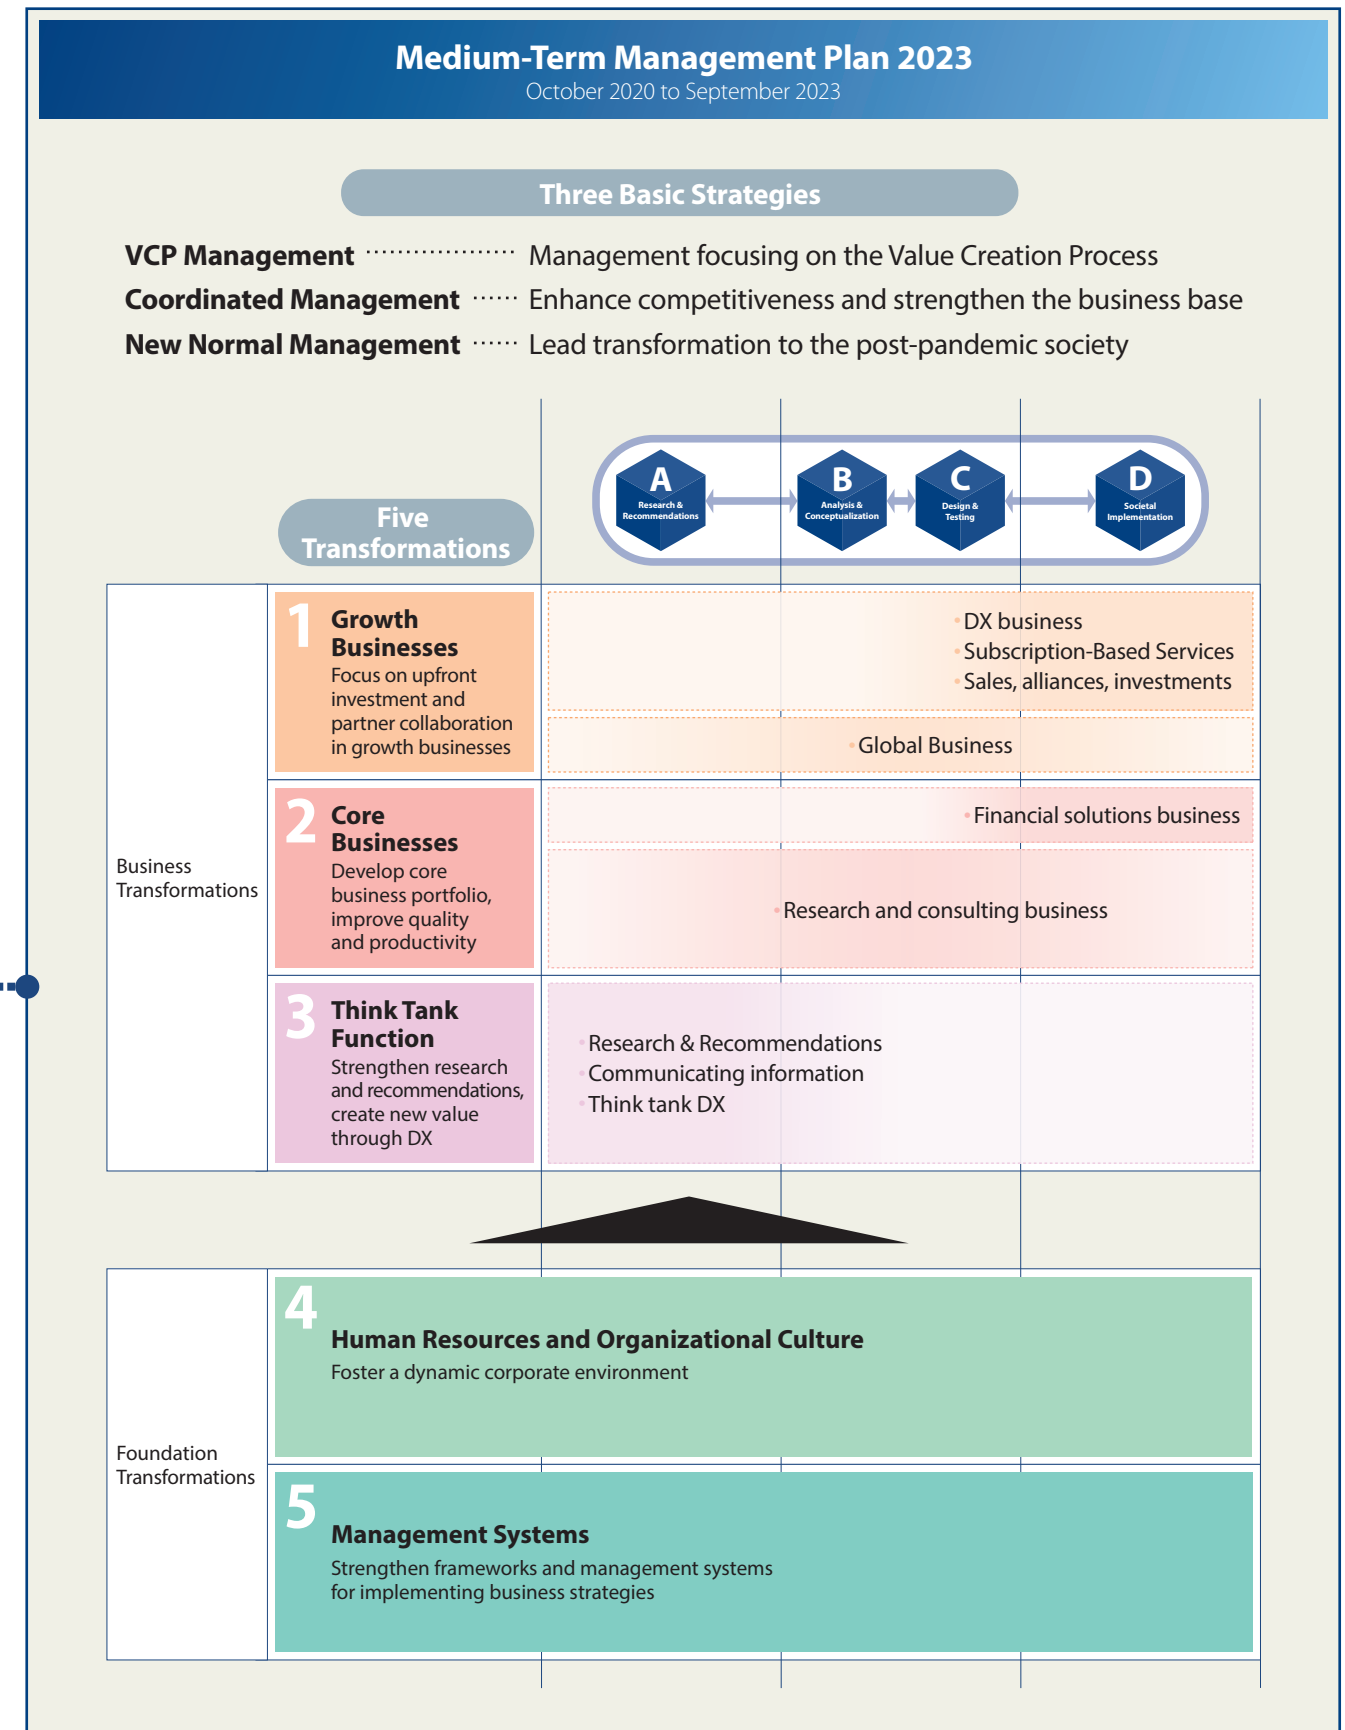 Medium-Term Management Plan 2023
October 2020 to September 2023
Three Basic Strategies
VCP Management ·················· Management focusing on the Value Creation Process
Coordinated Management ······ Enhance competitiveness and strengthen the business base
New Normal Management ······ Lead transformation to the post-pandemic society
Five
Transformations
A
Research &
Recommendations
B
Analysis &
Conceptualization
C
Design &
Testing
D
Societal
Implementation
Business
Transformations
1
Growth
Businesses
Focus on upfront
investment and
partner collaboration
in growth businesses
• DX business
• Subscription-Based Services
• Sales, alliances, investments
• Global Business
2
Core
Businesses
Develop core
business portfolio,
improve quality
and productivity
• Financial solutions business
• Research and consulting business
3
Think Tank
Function
Strengthen research
and recommendations,
create new value
through DX
• Research & Recommendations
• Communicating information
• Think tank DX
Foundation
Transformations
4
Human Resources and Organizational Culture
Foster a dynamic corporate environment
5
Management Systems
Strengthen frameworks and management systems
for implementing business strategies